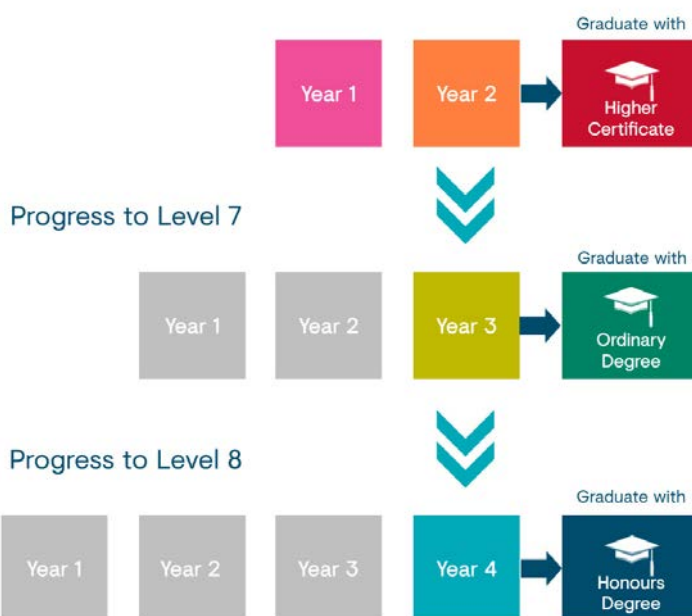 Graduate with
Year 1
Year 2
Higher
Certificate
Progress to Level 7
Graduate with
Year 1
Year 2
Year 3
Ordinary
Degree
Progress to Level 8
Graduate with
Year 1
Year 2
Year 3
Year 4
Honours
Degree